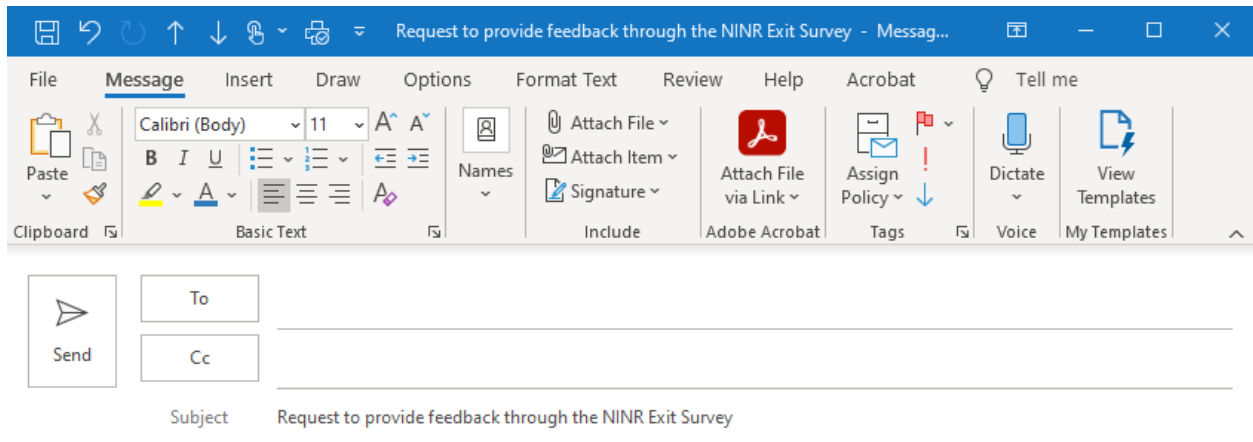 Request to provide feedback through the NINR Exit Survey - Messag...
File Message Insert Draw Options Format Text Review Help Acrobat Tell me
Calibri (Body) 11 A A
Paste
B I U
A
A
Clipboard
Basic Text
Names
Attach File
Attach Item
Signature
Include
Attach File
via Link
Adobe Acrobat
Assign
Policy
Tags
Dictate
Voice
View
Templates
My Templates
Send
To
Cc
Subject Request to provide feedback through the NINR Exit Survey